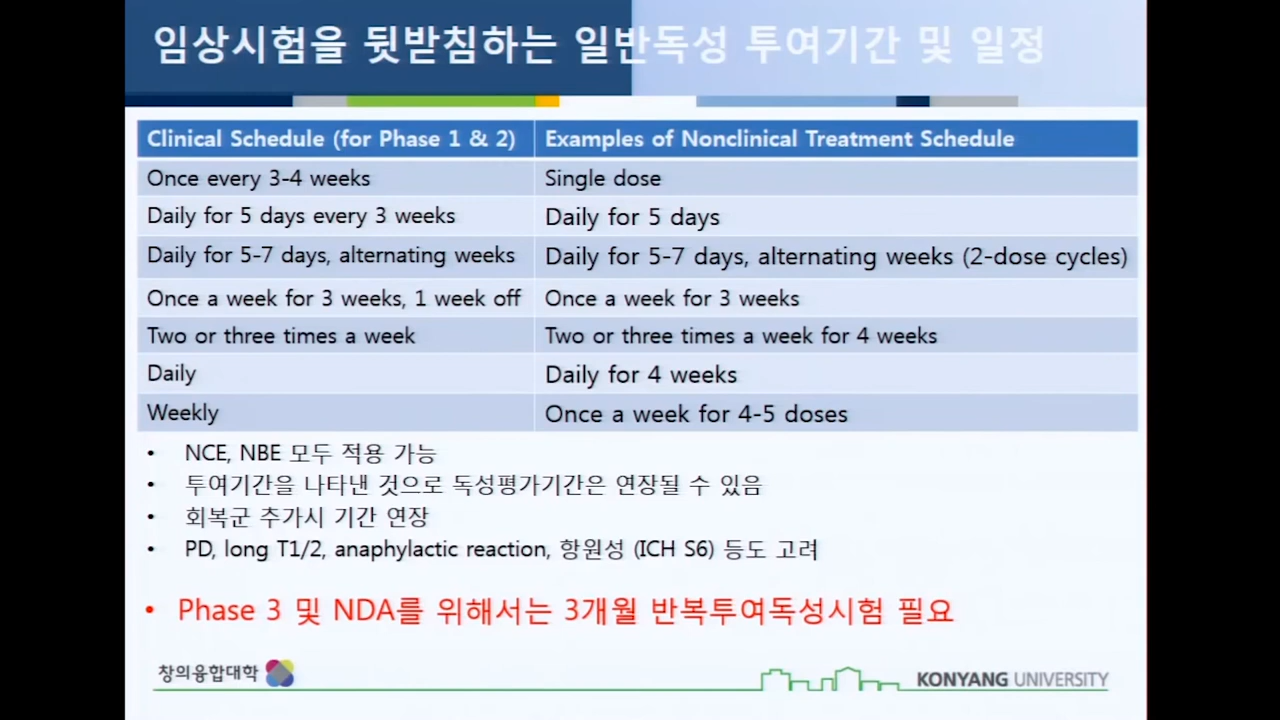 임상시험을 뒷받침하는 일반독성 투여기간 및 일정
Clinical Schedule (for Phase 1 & 2) Examples of Nonclinical Treatment Schedule
Once every 3-4 weeks Single dose
Daily for 5 days every 3 weeks Daily for 5 days
Daily for 5-7 days, alternating weeks Daily for 5-7 days, alternating weeks (2-dose cycles)
Once a week for 3 weeks, 1 week off Once a week for 3 weeks
Two or three times a week Two or three times a week for 4 weeks
Daily Daily for 4 weeks
Weekly Once a week for 4-5 doses
• NCE, NBE 모두 적용 가능
• 투여기간을 나타낸 것으로 독성평가기간은 연장될 수 있음
• 회복군 추가시 기간 연장
• PD, long T1/2, anaphylactic reaction, 항원성 (ICH S6) 등도 고려
• Phase 3 및 NDA를 위해서는 3개월 반복투여독성시험 필요
창의융합대학 KONYANG UNIVERSITY